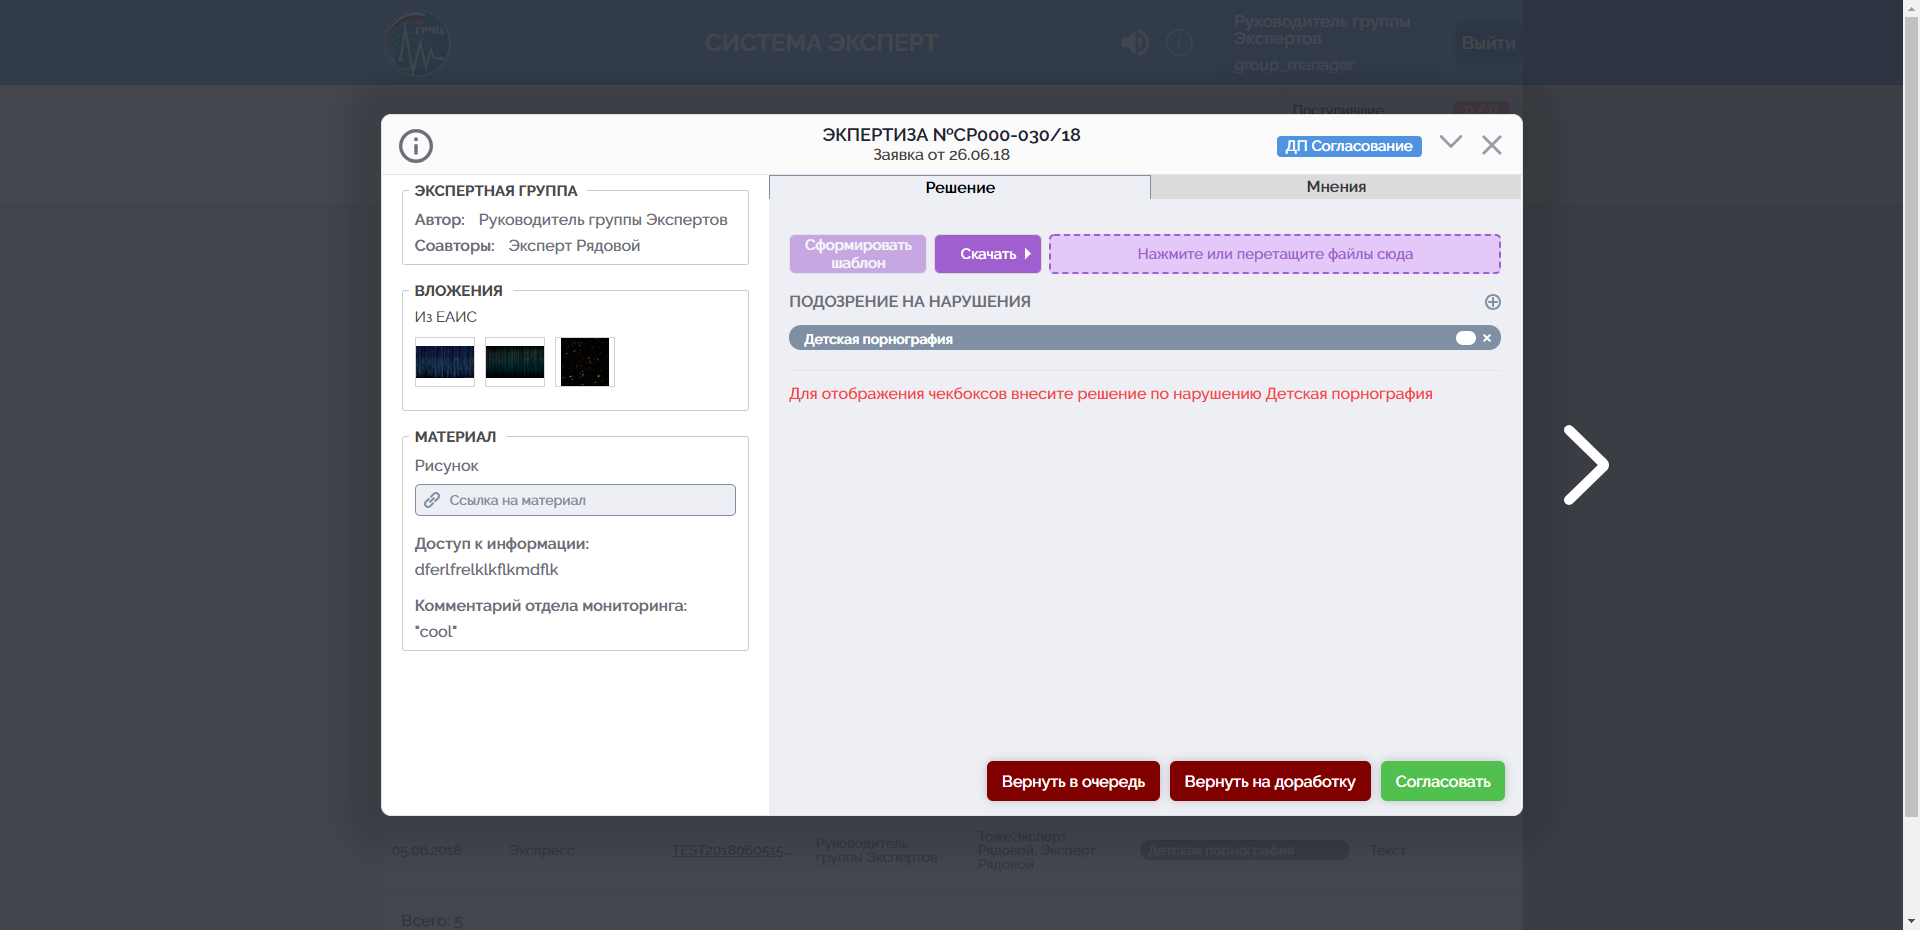 ГРЧЦ
СИСТЕМА ЭКСПЕРТ
Руководитель группы
Экспертов
group_manager
Выйти
Поступившие
0 / 0
ЭКПЕРТИЗА №СР000-030/18
Заявка от 26.06.18
ДП Согласование
ЭКСПЕРТНАЯ ГРУППА
Автор: Руководитель группы Экспертов
Соавторы: Эксперт Рядовой
ВЛОЖЕНИЯ
Из ЕАИС
МАТЕРИАЛ
Рисунок
Ссылка на материал
Доступ к информации:
dferlfrelklkflkmdflk
Комментарий отдела мониторинга:
"cool"
Решение
Мнения
Сформировать
шаблон
Скачать
Нажмите или перетащите файлы сюда
ПОДОЗРЕНИЕ НА НАРУШЕНИЯ
Детская порнография
Для отображения чекбоксов внесите решение по нарушению Детская порнография
Вернуть в очередь
Вернуть на доработку
Согласовать
05.06.2018
Экспресс
TEST2018060515...
Руководитель
группы Экспертов
ТожеЭксперт
Рядовой, Эксперт
Рядовой
Детская порнография
Текст
Всего: 5